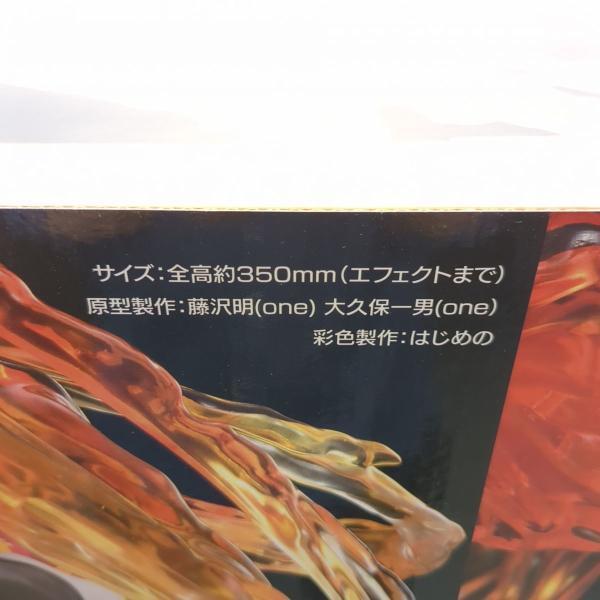 サイズ：全高約350mm（エフェクトまで）
原型製作：藤沢明(one) 大久保一男(one)
彩色製作：はじめの